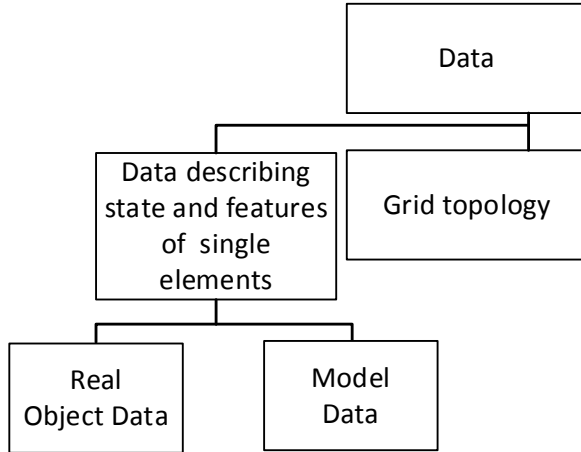 Data
Data describing
state and features
of single
elements
Grid topology
Real
Object Data
Model
Data